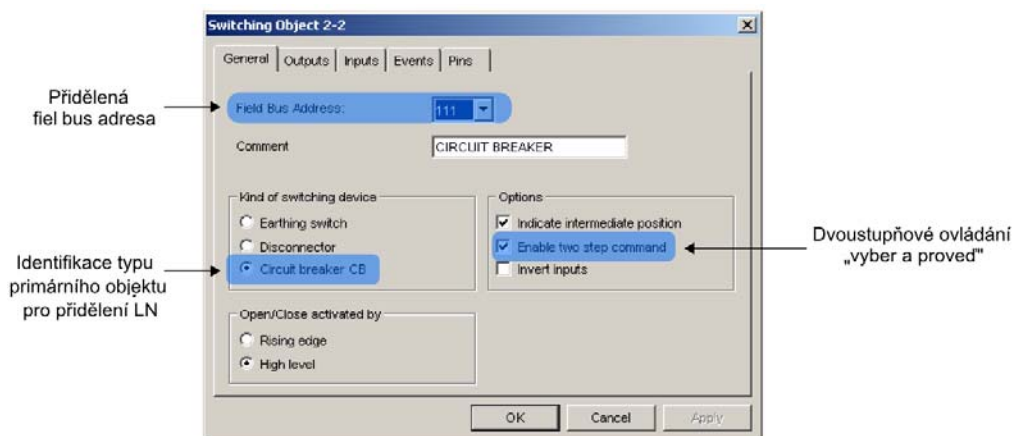 Switching Object 2-2
General Outputs Inputs Events Pins
Přidělená
fiel bus adresa
Field Bus Address: 111
Comment CIRCUIT BREAKER
Kind of switching device
Earthing switch
Disconnector
Circuit breaker CB
Options
Indicate intermediate position
Enable two step command
Invert inputs
Dvoustupňové ovládání
„vyber a proveď"
Identifikace typu
primárního objektu
pro přidělení LN
Open/Close activated by
Rising edge
High level
OK Cancel Apply